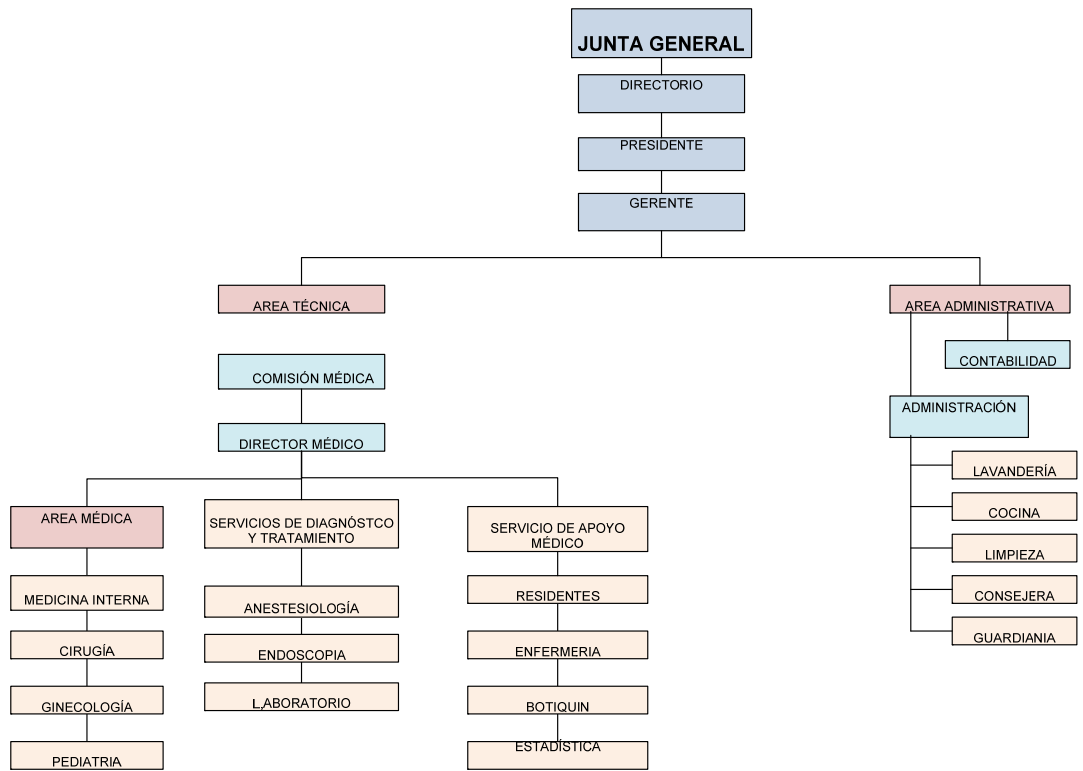 JUNTA GENERAL
DIRECTORIO
PRESIDENTE
GERENTE
AREA TÉCNICA
AREA ADMINISTRATIVA
CONTABILIDAD
COMISIÓN MÉDICA
ADMINISTRACIÓN
DIRECTOR MÉDICO
LAVANDERÍA
COCINA
LIMPIEZA
CONSEJERA
GUARDIANIA
AREA MÉDICA
MEDICINA INTERNA
CIRUGÍA
GINECOLOGÍA
PEDIATRIA
SERVICIOS DE DIAGNÓSTCO
Y TRATAMIENTO
ANESTESIOLOGÍA
ENDOSCOPIA
L,ABORATORIO
SERVICIO DE APOYO
MÉDICO
RESIDENTES
ENFERMERIA
BOTIQUIN
ESTADÍSTICA